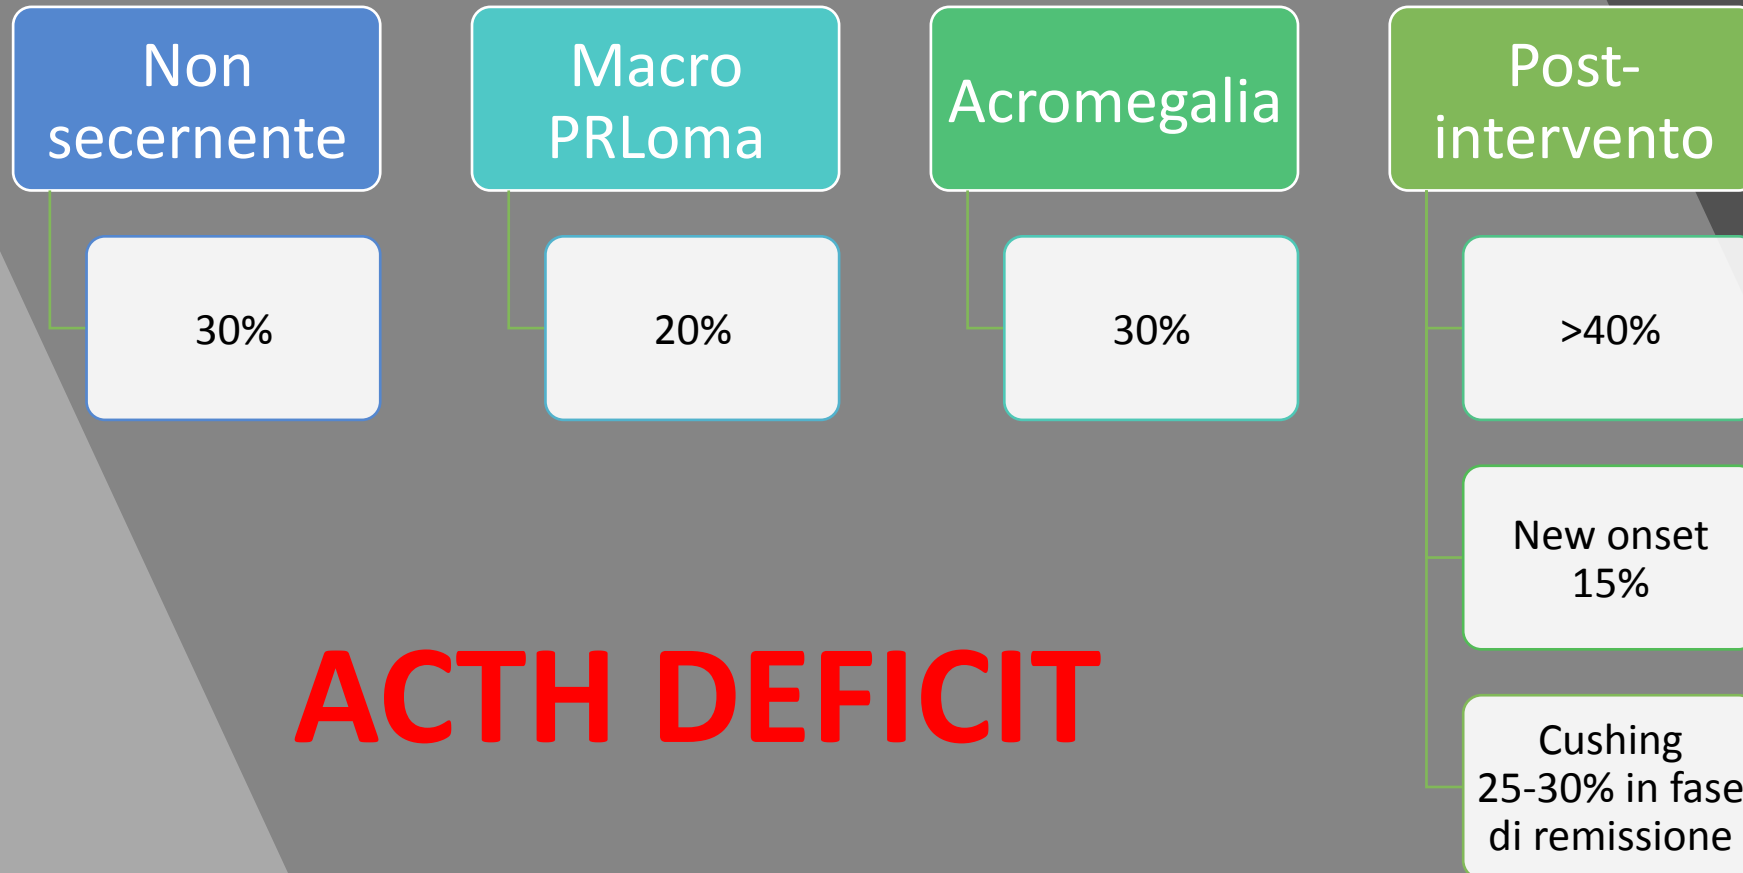 Non
secernente
30%
Macro
PRLoma
20%
Acromegalia
30%
Post-
intervento
>40%
New onset
15%
Cushing
25-30% in fase
di remissione
ACTH DEFICIT